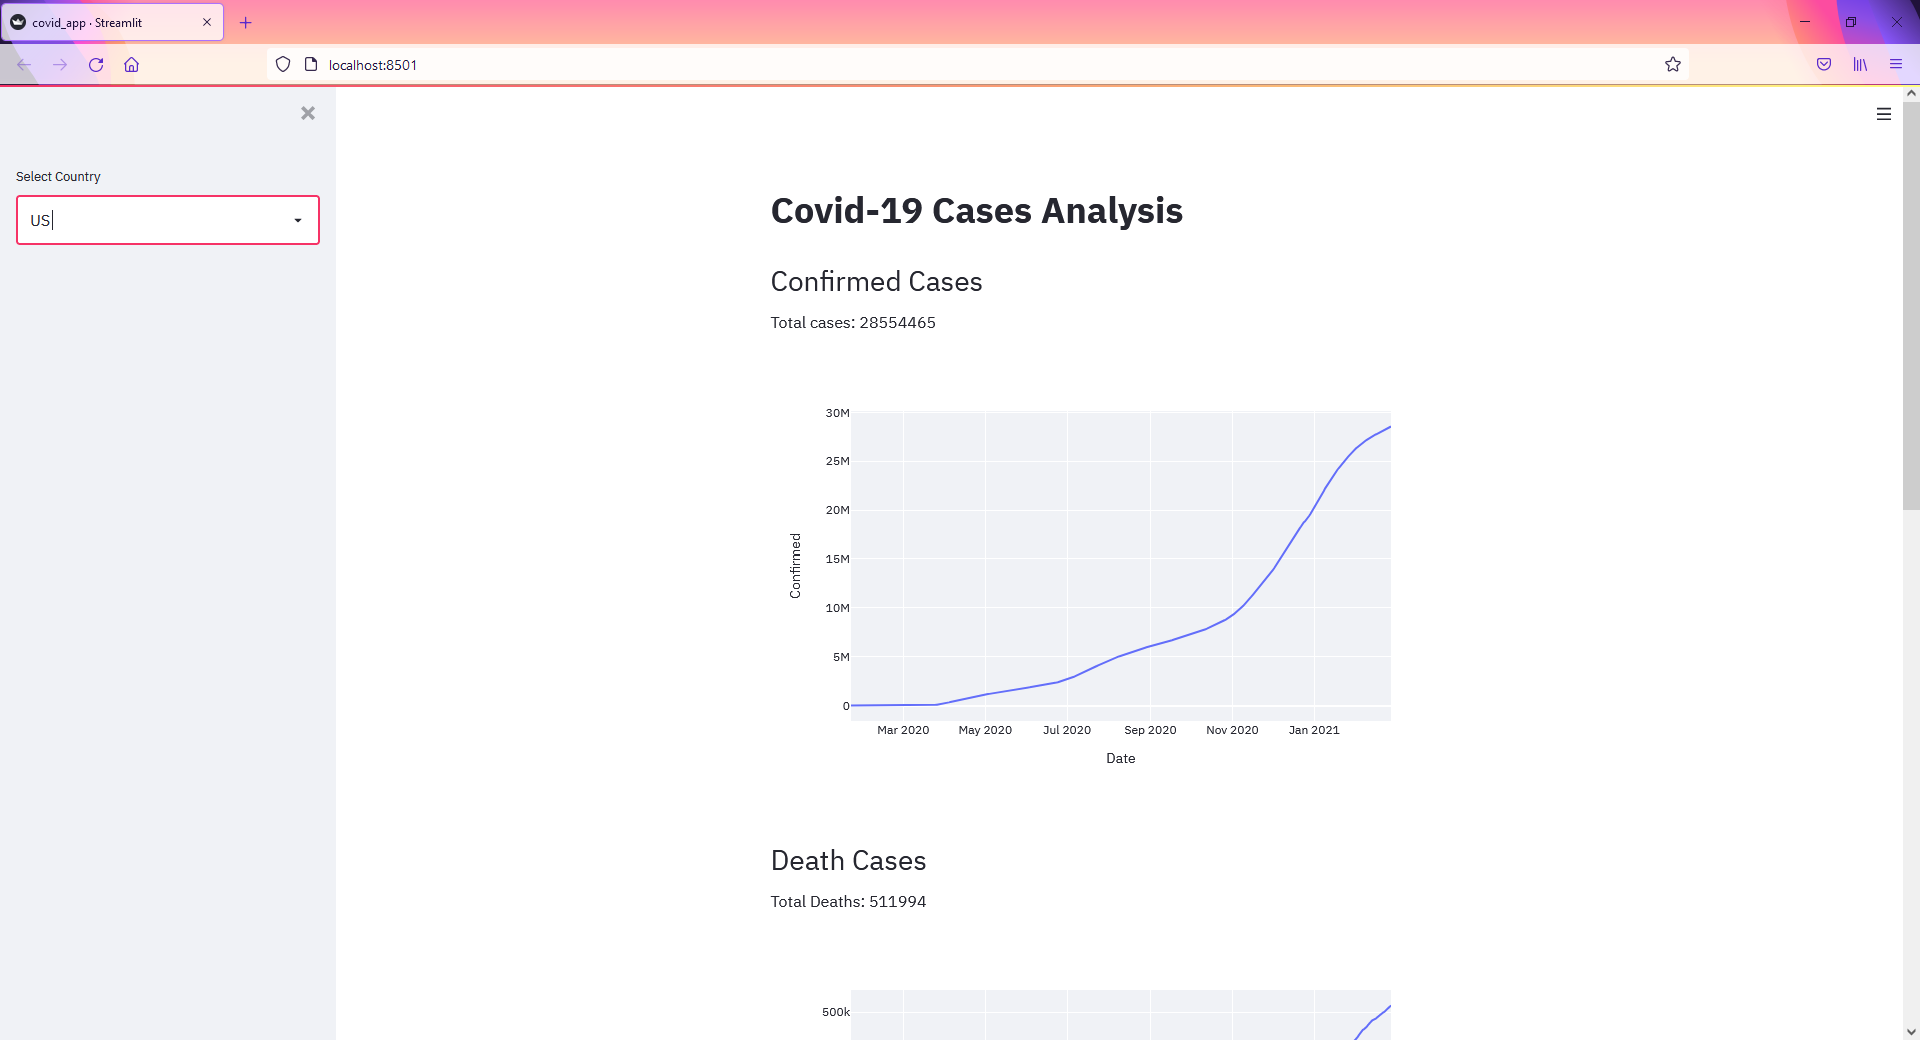 covid_app · Streamlit
localhost:8501
Select Country
US
Covid-19 Cases Analysis
Confirmed Cases
Total cases: 28554465
30M
25M
20M
15M
10M
5M
0
Confirmed
Mar 2020 May 2020 Jul 2020 Sep 2020 Nov 2020 Jan 2021
Date
Death Cases
Total Deaths: 511994
500k